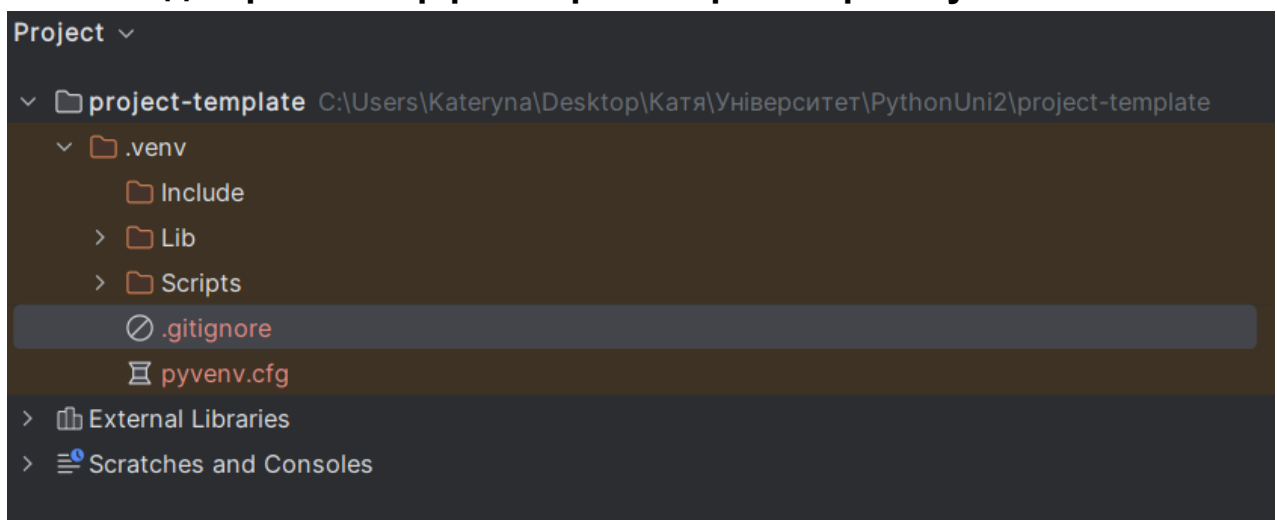 Project
project-template C:\Users\Kateryna\Desktop\Катя\Університет\PythonUni2\project-template
.venv
Include
Lib
Scripts
.gitignore
pyvenv.cfg
External Libraries
Scratches and Consoles